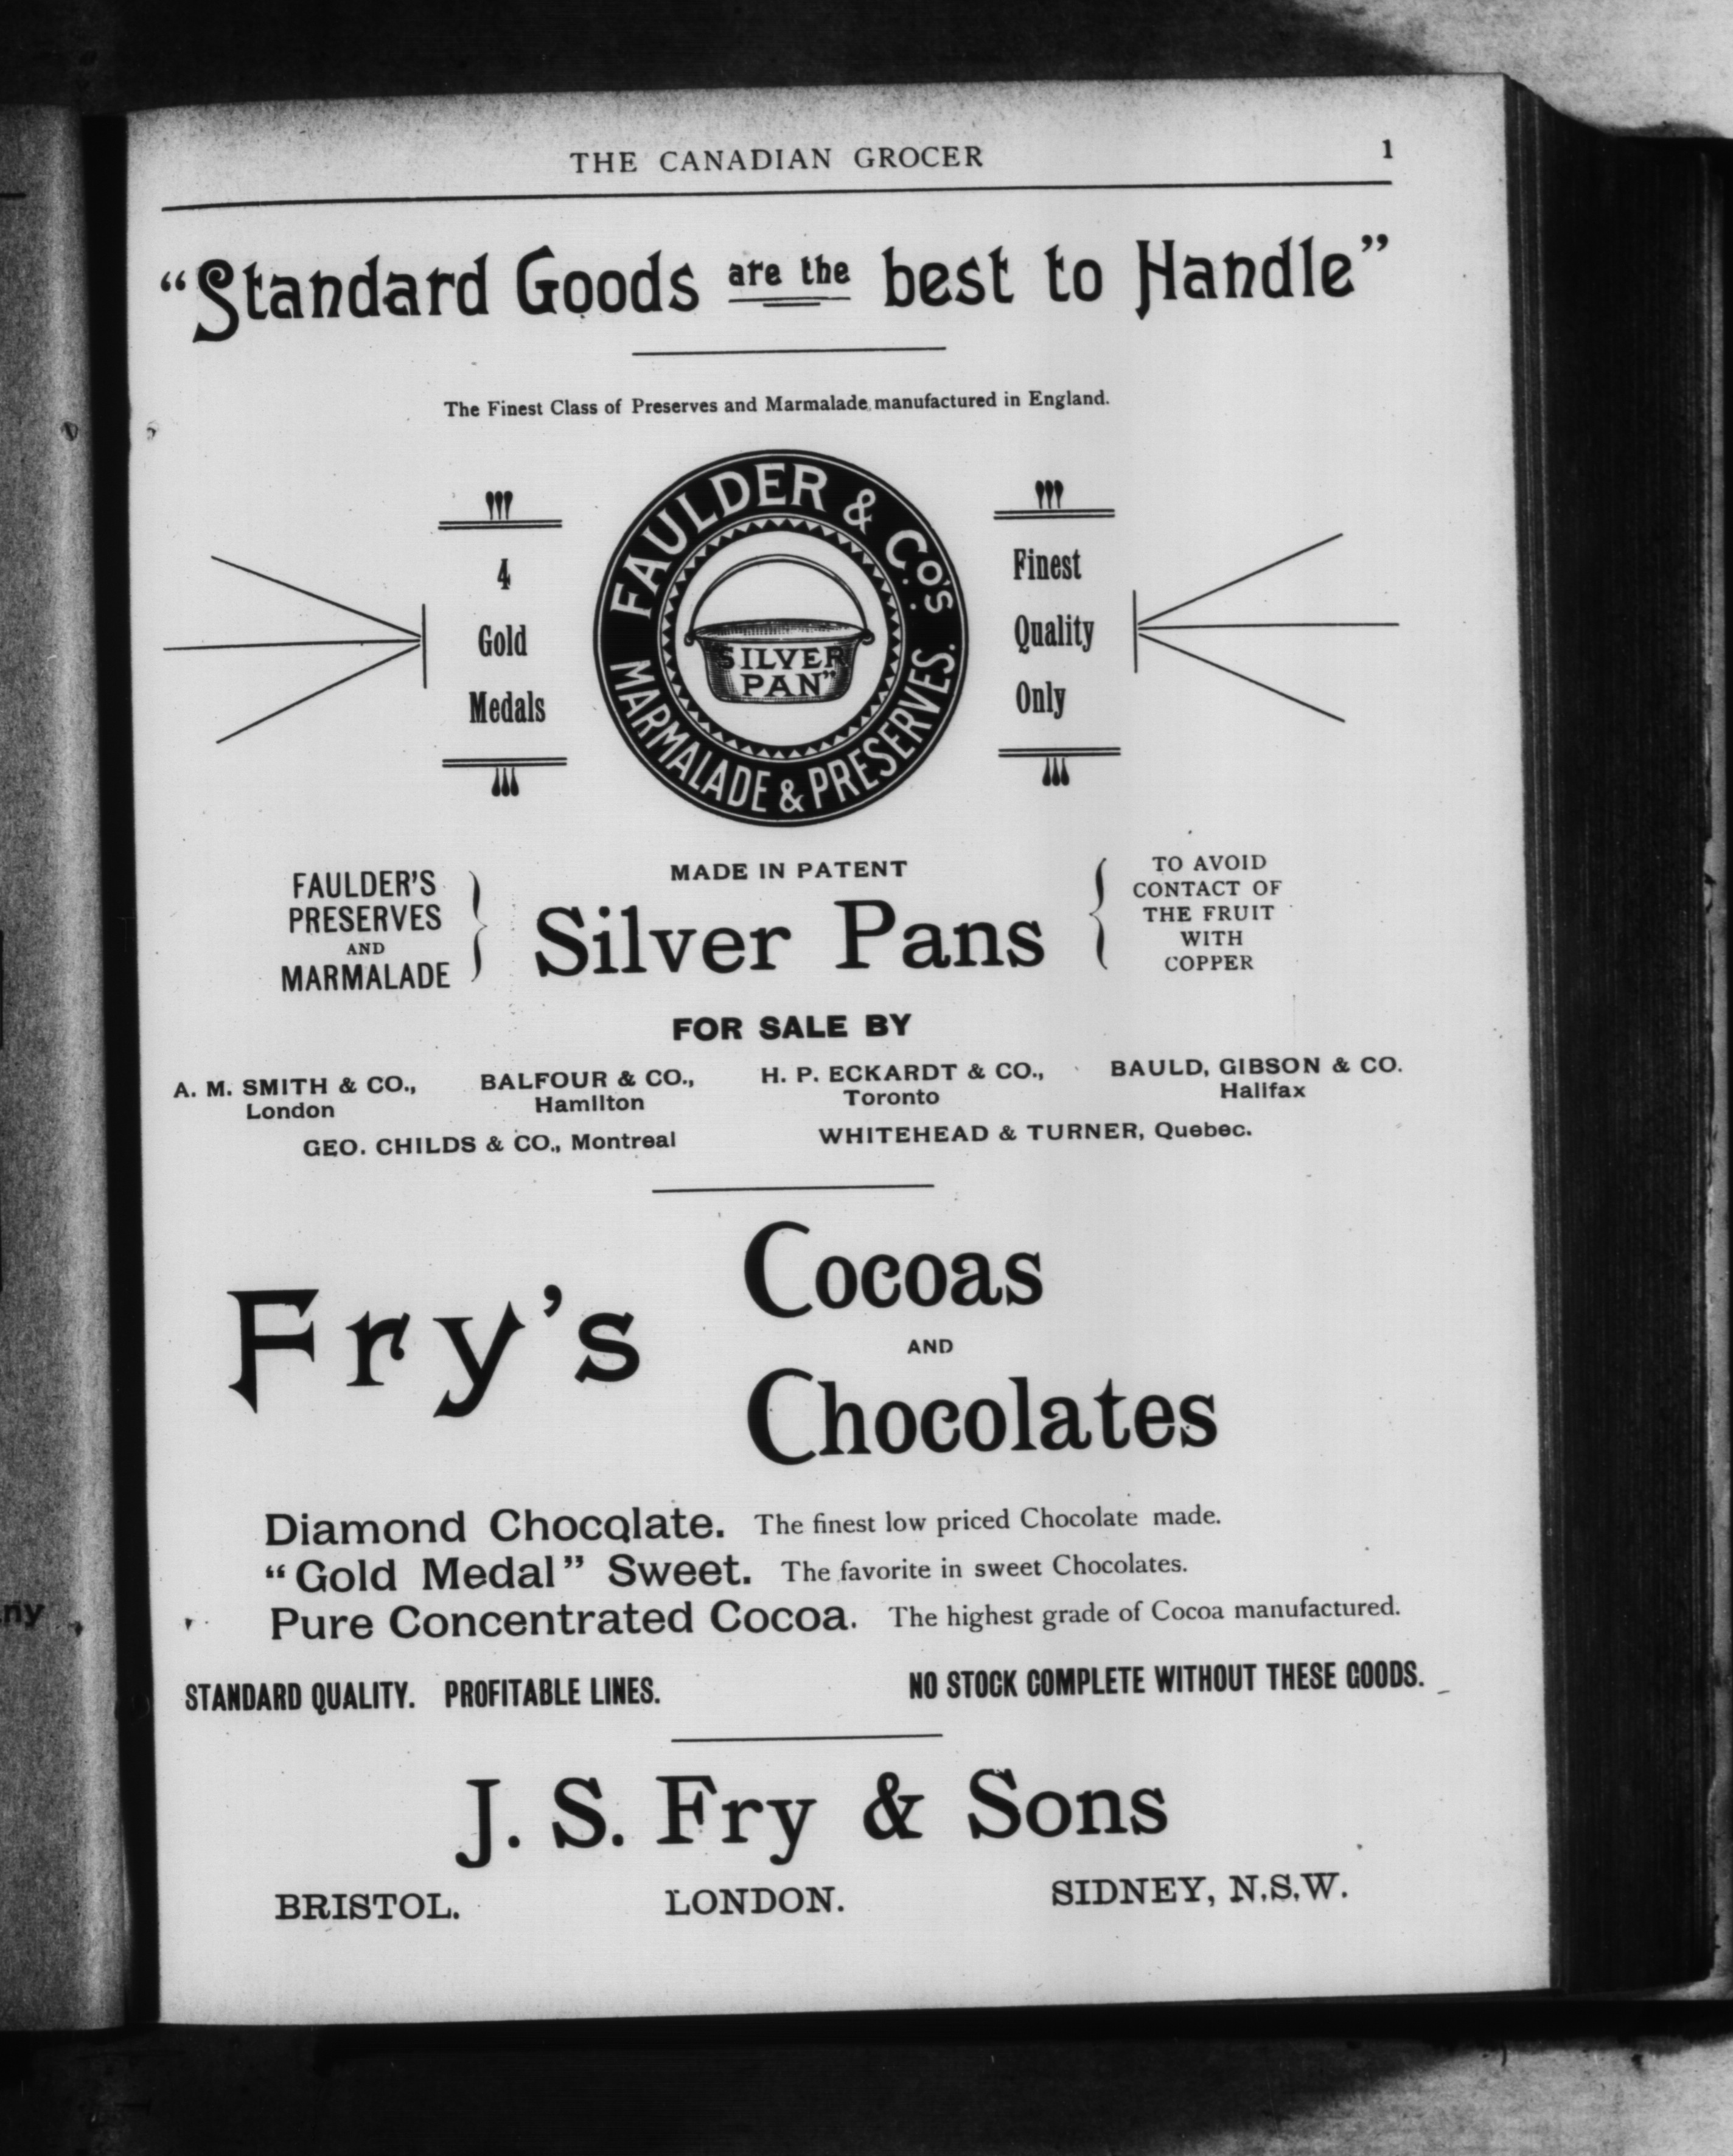 THE CANADIAN GROCER 1
“Standard Goods are the best to Handle”
The Finest Class of Preserves and Marmalade manufactured in England.
4
Gold
Medals
FAULDER & Co's.
SILVER
PAN”
MARMALADE & PRESERVES.
Finest
Quality
Only
FAULDER'S
PRESERVES
AND
MARMALADE
MADE IN PATENT
Silver Pans
TO AVOID
CONTACT OF
THE FRUIT
WITH
COPPER
FOR SALE BY
A. M. SMITH & CO.,
London
BALFOUR & CO.,
Hamilton
H. P. ECKARDT & CO.,
Toronto
BAULD, GIBSON & CO.
Halifax
GEO. CHILDS & CO., Montreal
WHITEHEAD & TURNER, Quebec.
Fry's
Cocoas
AND
Chocolates
Diamond Chocolate. The finest low priced Chocolate made.
“Gold Medal” Sweet. The favorite in sweet Chocolates.
Pure Concentrated Cocoa. The highest grade of Cocoa manufactured.
STANDARD QUALITY. PROFITABLE LINES. NO STOCK COMPLETE WITHOUT THESE GOODS.
J. S. Fry & Sons
BRISTOL. LONDON. SIDNEY, N.S.W.